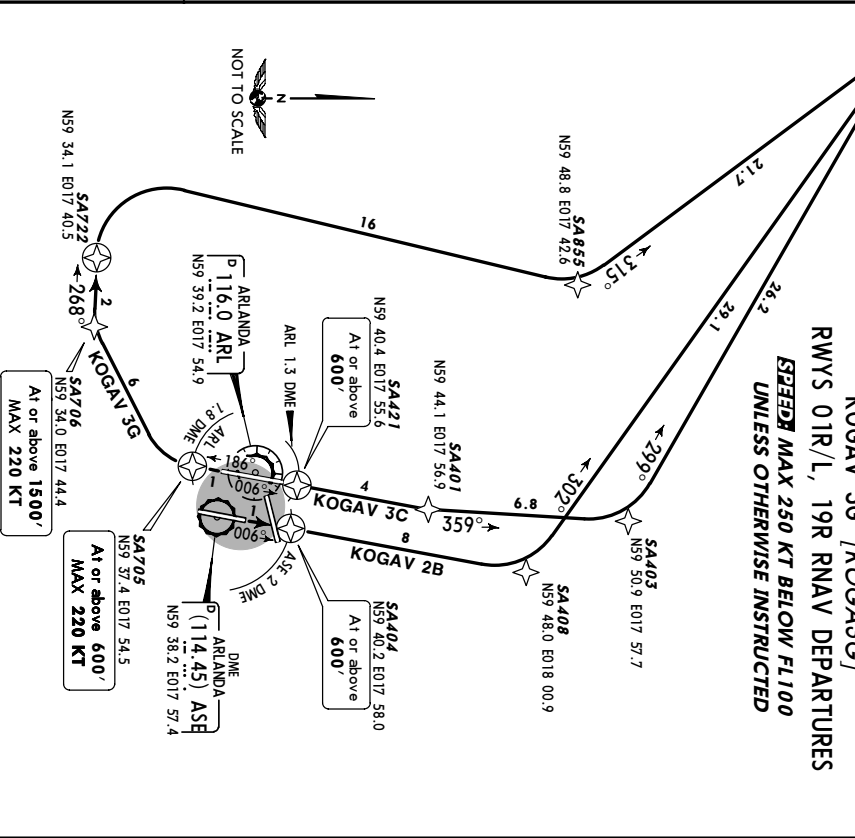 KOGAV 3G [KOGA3G]
RWYS 01R/L, 19R RNAV DEPARTURES
SPEED: MAX 250 KT BELOW FL100
UNLESS OTHERWISE INSTRUCTED
NOT TO SCALE
N
21.7
29.1
26.2
SA855
N59 48.8 E017 42.6
315°
302°
299°
16
SA722
N59 34.1 E017 40.5
2
268°
6
KOGAV 3G
SA706
N59 34.0 E017 44.4
At or above 1500'
MAX 220 KT
ARLANDA
D 116.0 ARL
N59 39.2 E017 54.9
ARL 1.3 DME
At or above
600'
SA421
N59 40.4 E017 55.6
SA401
N59 44.1 E017 56.9
4
KOGAV 3C
359°
6.8
SA403
N59 50.9 E017 57.7
8
KOGAV 2B
SA408
N59 48.0 E018 00.9
ARL
1.8 DME
186°
006°
1
1
006°
ASE 2 DME
SA404
N59 40.2 E017 58.0
At or above
600'
SA705
N59 37.4 E017 54.5
At or above 600'
MAX 220 KT
DME
ARLANDA
D (114.45) ASE
N59 38.2 E017 57.4